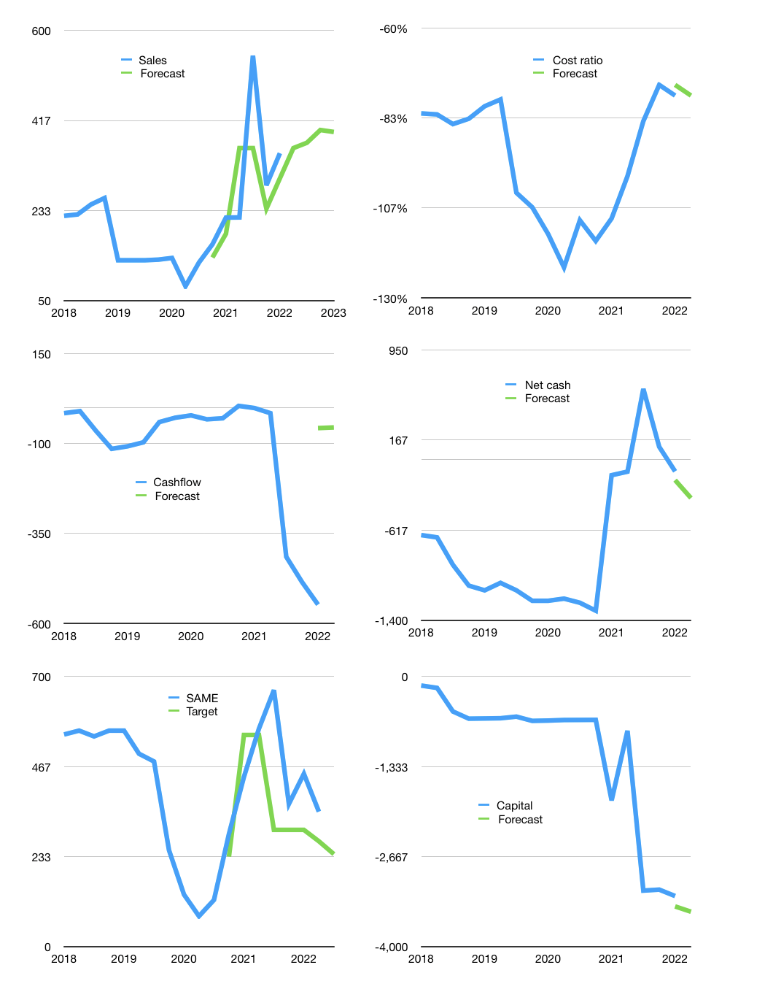 600
Sales
Forecast
417
233
50
2018 2019 2020 2021 2022 2023
-60%
Cost ratio
Forecast
-83%
-107%
-130%
2018 2019 2020 2021 2022
150
-100
Cashflow
Forecast
-350
-600
2018 2019 2020 2021 2022
950
Net cash
Forecast
167
-617
-1,400
2018 2019 2020 2021 2022
700
SAME
Target
467
233
0
2018 2019 2020 2021 2022
0
-1,333
Capital
Forecast
-2,667
-4,000
2018 2019 2020 2021 2022